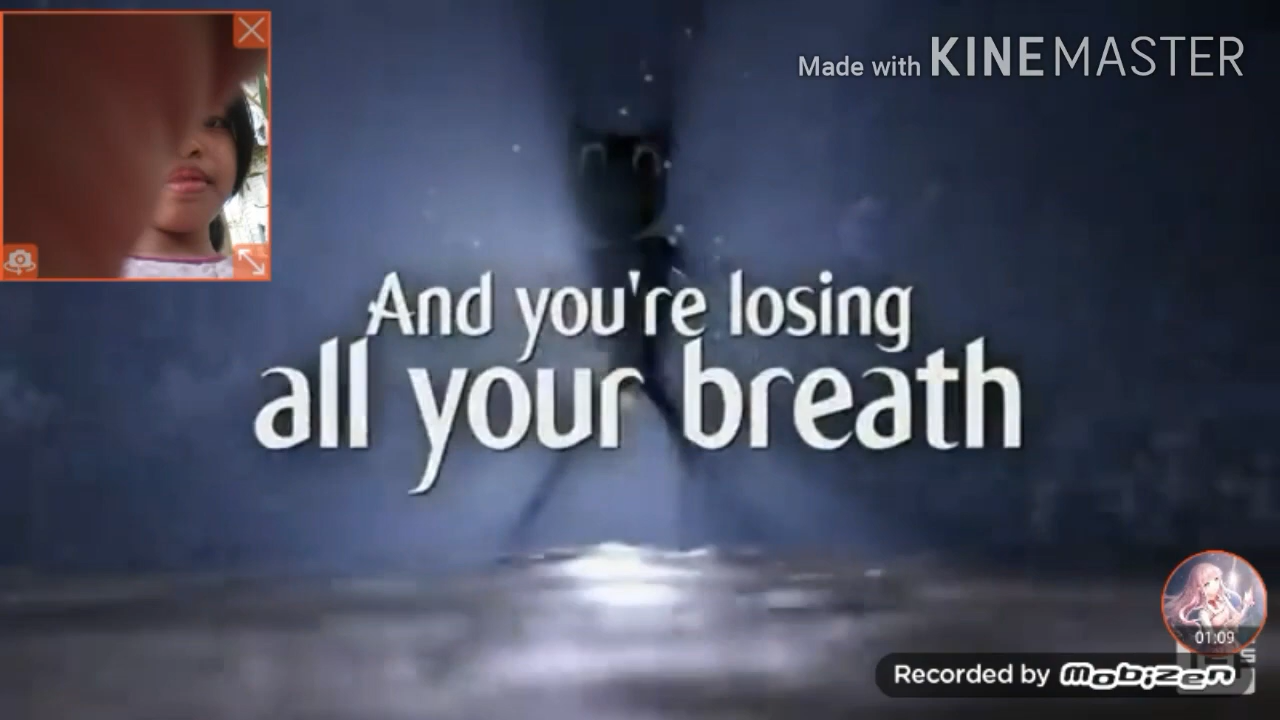 Made with KINEMASTER
And you're losing
all your breath
01:09
Recorded by mobizen